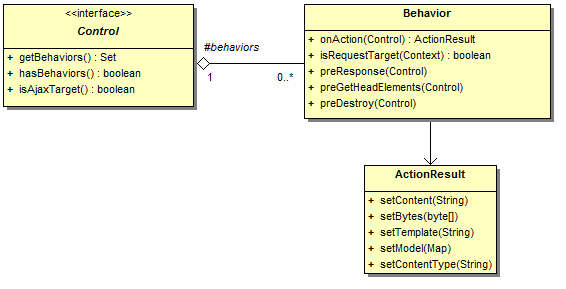 <<interface>>
Control
+ getBehaviors() : Set
+ hasBehaviors() : boolean
+ isAjaxTarget() : boolean
#behaviors
1
0..*
Behavior
+ onAction(Control) : ActionResult
+ isRequestTarget(Context) : boolean
+ preResponse(Control)
+ preGetHeadElements(Control)
+ preDestroy(Control)
ActionResult
+ setContent(String)
+ setBytes(byte[])
+ setTemplate(String)
+ setModel(Map)
+ setContentType(String)